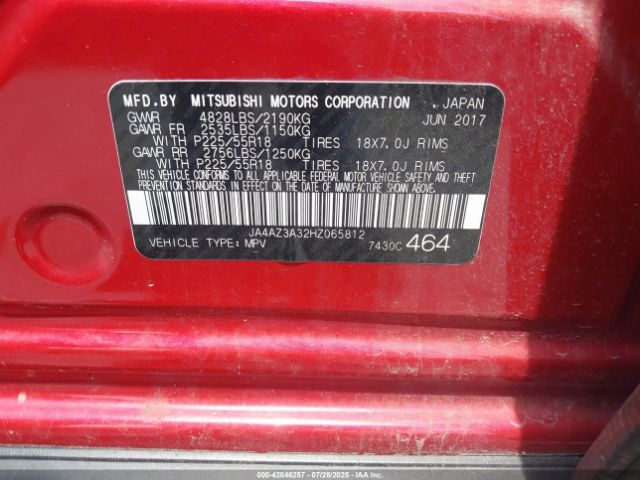 MFD.BY MITSUBISHI MOTORS CORPORATION , JAPAN
GVWR 4828LBS/2190KG JUN 2017
GAWR FR 2535LBS/1150KG
WITH P225/55R18 TIRES 18X7.0J RIMS
GAWR RR 2756LBS/1250KG
WITH P225/55R18 TIRES 18X7.0J RIMS
THIS VEHICLE CONFORMS TO ALL APPLICABLE FEDERAL MOTOR VEHICLE SAFETY AND THEFT
PREVENTION STANDARDS IN EFFECT ON THE DATE OF MANUFACTURE SHOWN ABOVE.
JA4AZ3A32HZ065812
VEHICLE TYPE: MPV 7430C 464
000-42846257 | 07/28/2025 | Copyright IAA, Inc.